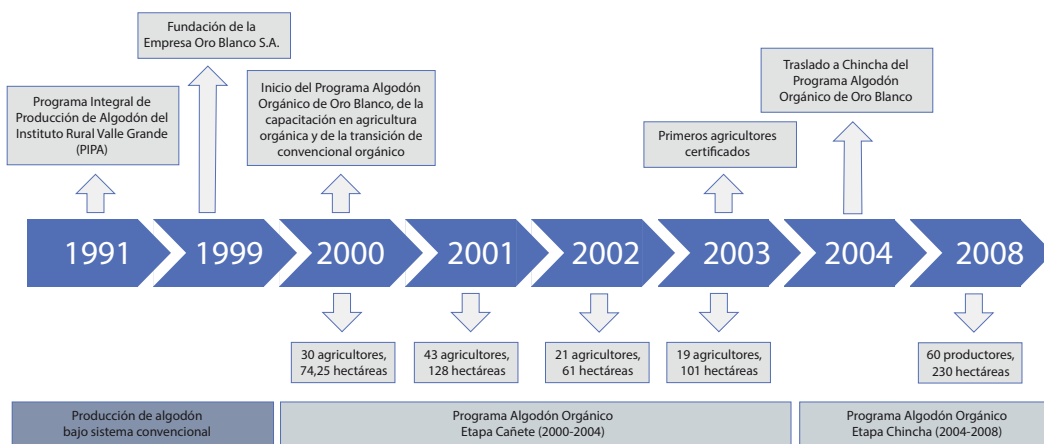 Fundación de la
Empresa Oro Blanco S.A.
Programa Integral de
Producción de Algodón del
Instituto Rural Valle Grande
(PIPA)
Inicio del Programa Algodón
Orgánico de Oro Blanco, de la
capacitación en agricultura
orgánica y de la transición de
convencional orgánico
Primeros agricultores
certificados
Traslado a Chincha del
Programa Algodón
Orgánico de Oro Blanco
1991
1999
2000
2001
2002
2003
2004
2008
30 agricultores,
74,25 hectáreas
43 agricultores,
128 hectáreas
21 agricultores,
61 hectáreas
19 agricultores,
101 hectáreas
60 productores,
230 hectáreas
Producción de algodón
bajo sistema convencional
Programa Algodón Orgánico
Etapa Cañete (2000-2004)
Programa Algodón Orgánico
Etapa Chincha (2004-2008)